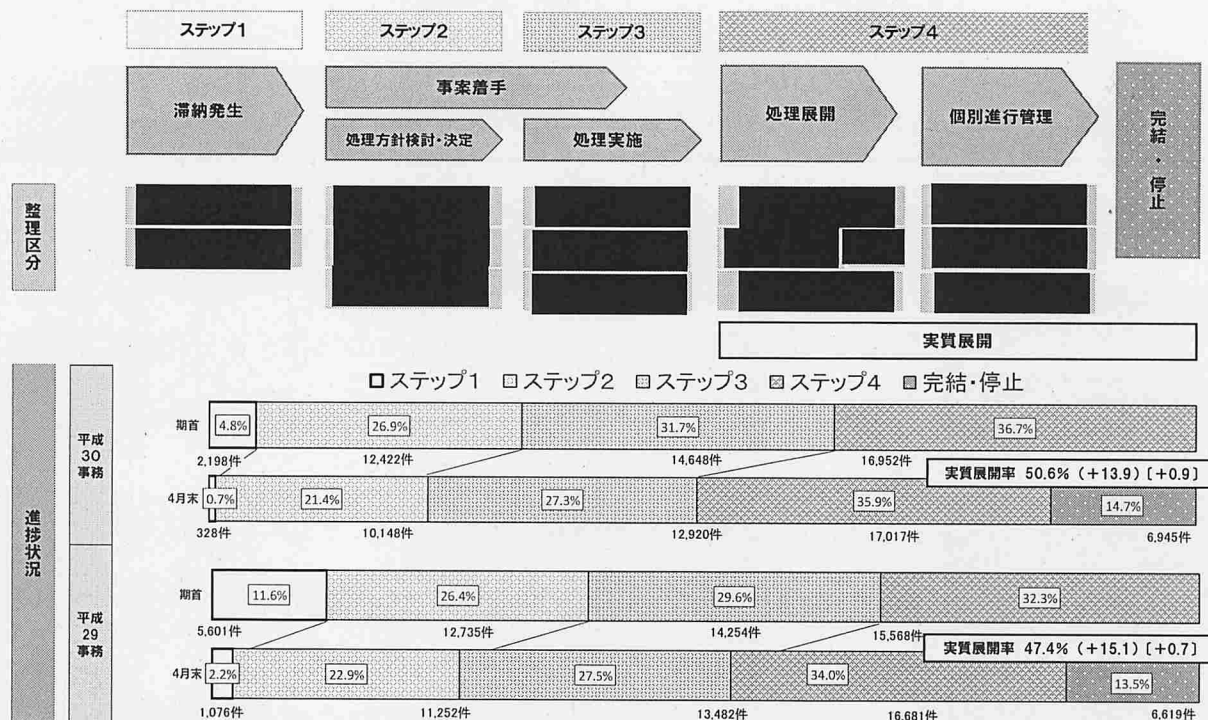 ステップ1
ステップ2
ステップ3
ステップ4
滞納発生
事案着手
処理方針検討・決定
処理実施
処理展開
個別進行管理
完結・停止
整理区分
実質展開
ステップ1 ステップ2 ステップ3 ステップ4 完結・停止
進捗状況
平成
30
事務
期首
4.8%
26.9%
31.7%
36.7%
2,198件
12,422件
14,648件
16,952件
実質展開率 50.6% (+13.9) [+0.9]
4月末
0.7%
21.4%
27.3%
35.9%
14.7%
328件
10,148件
12,920件
17,017件
6,945件
平成
29
事務
期首
11.6%
26.4%
29.6%
32.3%
5,601件
12,735件
14,254件
15,568件
実質展開率 47.4% (+15.1) [+0.7]
4月末
2.2%
22.9%
27.5%
34.0%
13.5%
1,076件
11,252件
13,482件
16,681件
6,619件